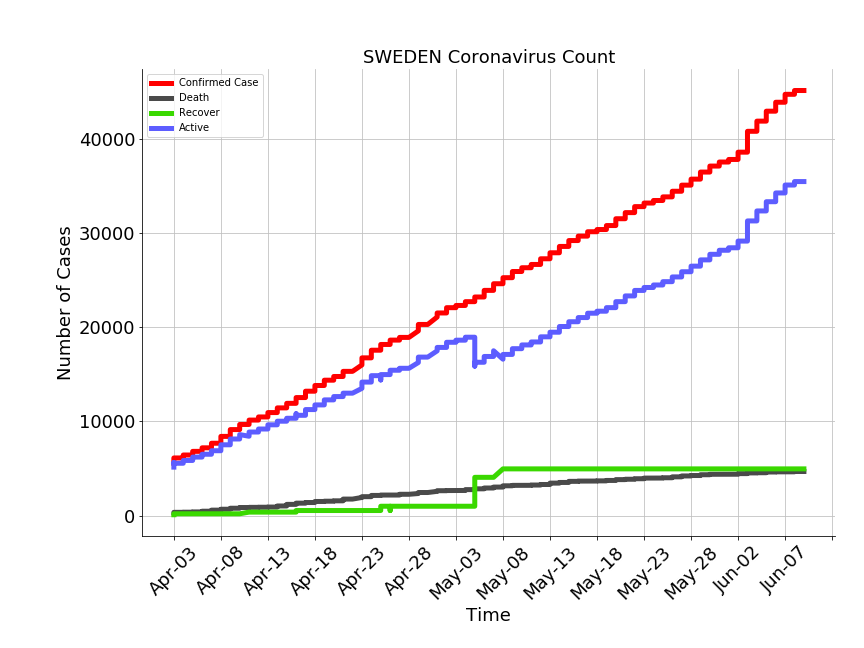 SWEDEN Coronavirus Count
Confirmed Case
Death
Recover
Active
Number of Cases
40000
30000
20000
10000
0
Apr-03
Apr-08
Apr-13
Apr-18
Apr-23
Apr-28
May-03
May-08
May-13
May-18
May-23
May-28
Jun-02
Jun-07
Time